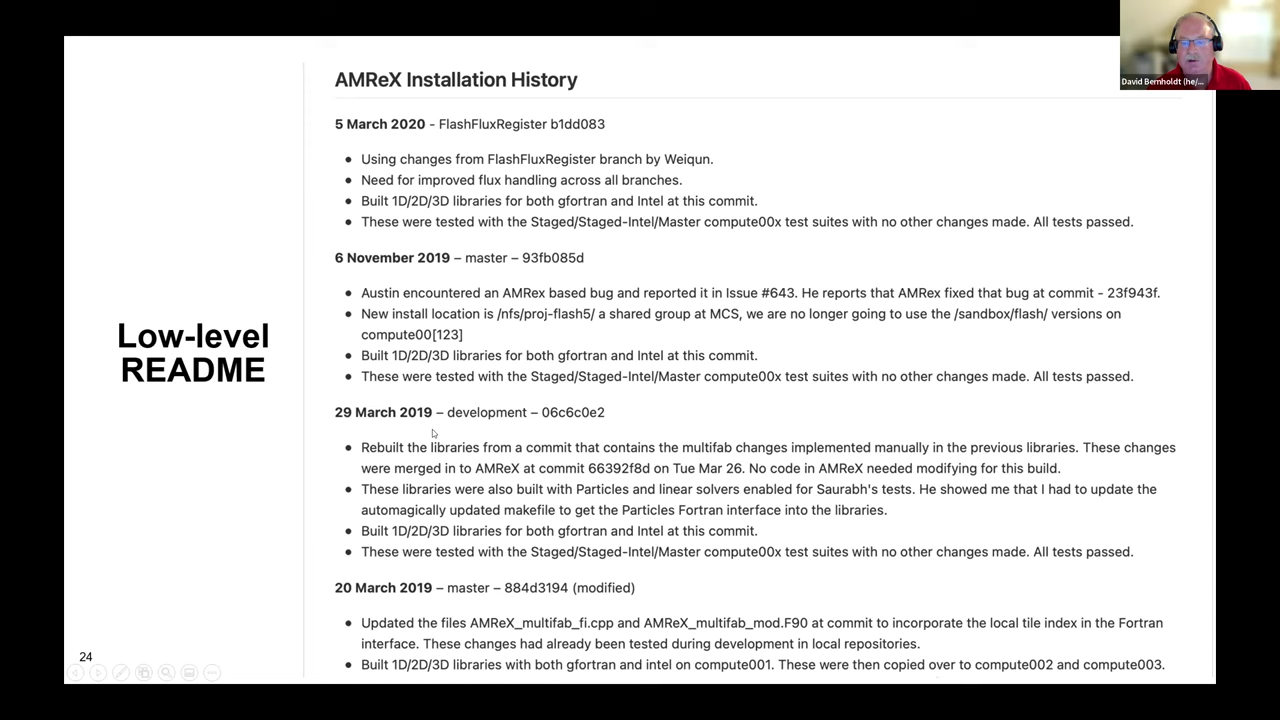 David Bernholdt (he/...
AMReX Installation History
5 March 2020 - FlashFluxRegister b1dd083
• Using changes from FlashFluxRegister branch by Weiqun.
• Need for improved flux handling across all branches.
• Built 1D/2D/3D libraries for both gfortran and Intel at this commit.
• These were tested with the Staged/Staged-Intel/Master compute00x test suites with no other changes made. All tests passed.
6 November 2019 – master – 93fb085d
• Austin encountered an AMRex based bug and reported it in Issue #643. He reports that AMRex fixed that bug at commit - 23f943f.
• New install location is /nfs/proj-flash5/ a shared group at MCS, we are no longer going to use the /sandbox/flash/ versions on
compute00[123]
• Built 1D/2D/3D libraries for both gfortran and Intel at this commit.
• These were tested with the Staged/Staged-Intel/Master compute00x test suites with no other changes made. All tests passed.
Low-level
README
29 March 2019 – development – 06c6c0e2
• Rebuilt the libraries from a commit that contains the multifab changes implemented manually in the previous libraries. These changes
were merged in to AMReX at commit 66392f8d on Tue Mar 26. No code in AMReX needed modifying for this build.
• These libraries were also built with Particles and linear solvers enabled for Saurabh's tests. He showed me that I had to update the
automagically updated makefile to get the Particles Fortran interface into the libraries.
• Built 1D/2D/3D libraries for both gfortran and Intel at this commit.
• These were tested with the Staged/Staged-Intel/Master compute00x test suites with no other changes made. All tests passed.
20 March 2019 – master – 884d3194 (modified)
• Updated the files AMReX_multifab_fi.cpp and AMReX_multifab_mod.F90 at commit to incorporate the local tile index in the Fortran
interface. These changes had already been tested during development in local repositories.
• Built 1D/2D/3D libraries with both gfortran and intel on compute001. These were then copied over to compute002 and compute003.
24